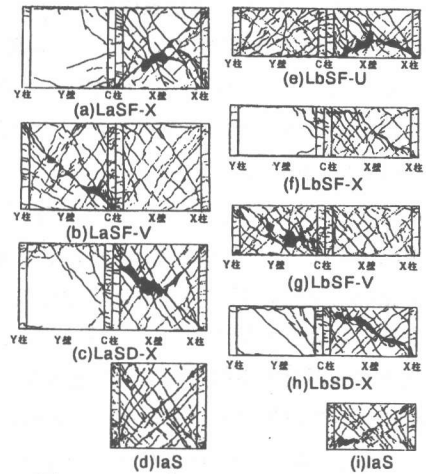 Y柱 Y壁 C柱 X壁 X柱
(a)LaSF-X
Y柱 Y壁 C柱 X壁 X柱
(b)LaSF-V
Y柱 Y壁 C柱 X壁 X柱
(c)LaSD-X
(d)IaS
Y柱 Y壁 C柱 X壁 X柱
(e)LbSF-U
Y柱 Y壁 C柱 X壁 X柱
(f)LbSF-X
Y柱 Y壁 C柱 X壁 X柱
(g)LbSF-V
Y柱 Y壁 C柱 X壁 X柱
(h)LbSD-X
(i)IaS